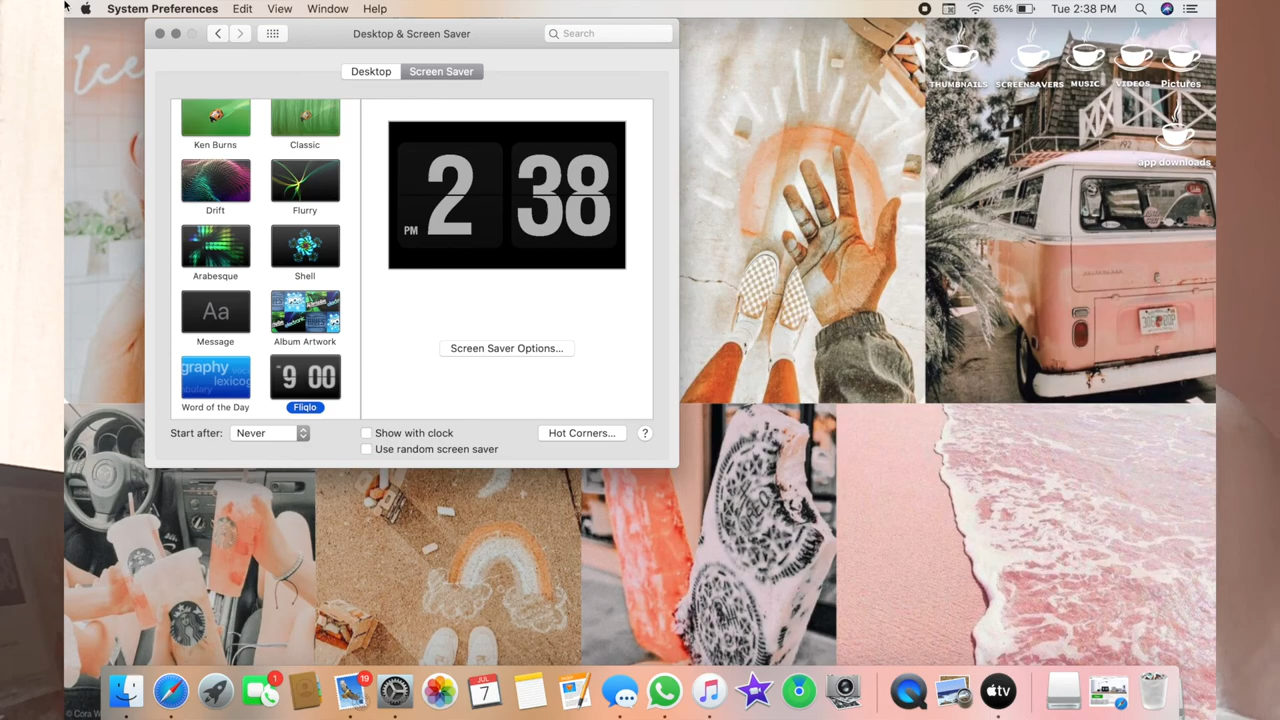 System Preferences Edit View Window Help
56% Tue 2:38 PM
Desktop & Screen Saver
Search
Desktop Screen Saver
THUMBNAILS SCREENSAVERS MUSIC VIDEOS Pictures
app downloads
Ice
Ken Burns Classic
Drift Flurry
Arabesque Shell
Aa
Message Album Artwork
Word of the Day Fliqlo
9 00
2 38
PM
Screen Saver Options...
Start after: Never
Show with clock
Use random screen saver
Hot Corners... ?
1
19
JUL
7
tv